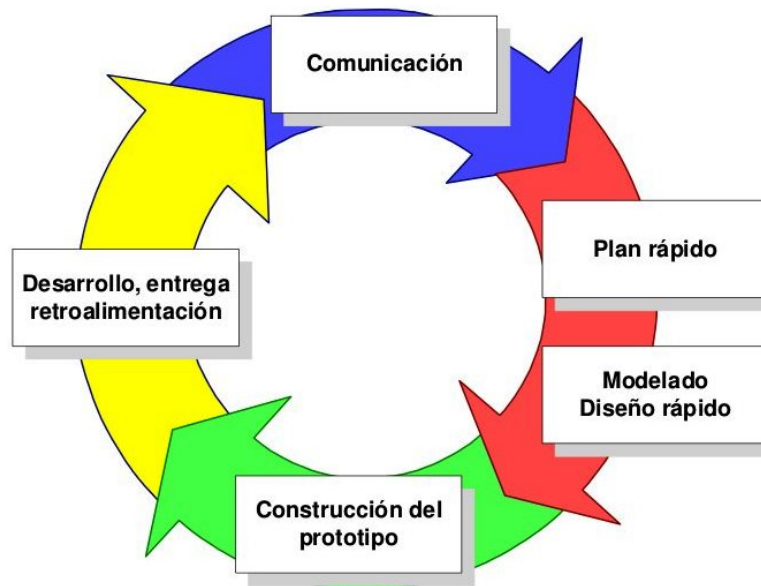 Comunicación
Plan rápido
Modelado
Diseño rápido
Construcción del
prototipo
Desarrollo, entrega
retroalimentación